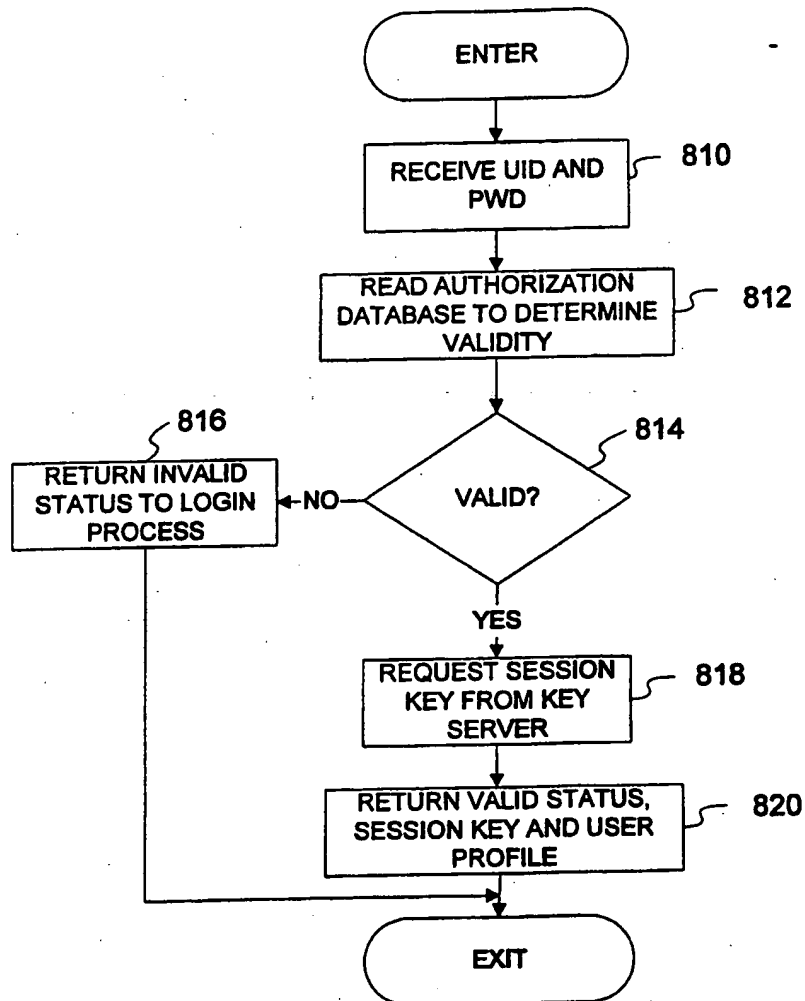 ENTER
RECEIVE UID AND
PWD
810
READ AUTHORIZATION
DATABASE TO DETERMINE
VALIDITY
812
VALID?
814
816
RETURN INVALID
STATUS TO LOGIN
PROCESS
NO
YES
REQUEST SESSION
KEY FROM KEY
SERVER
818
RETURN VALID STATUS,
SESSION KEY AND USER
PROFILE
820
EXIT